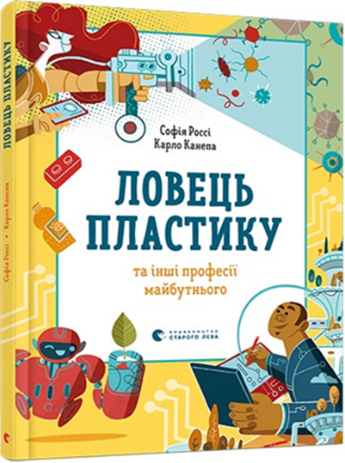 Софія Россі
Карло Канепа
ЛОВЕЦЬ
ПЛАСТИКУ
та інші професії
майбутнього
ВИДАВНИЦТВО
СТАРОГО ЛЕВА
ЛОВЕЦЬ ПЛАСТИКУ
Софія Россі • Карло Канепа